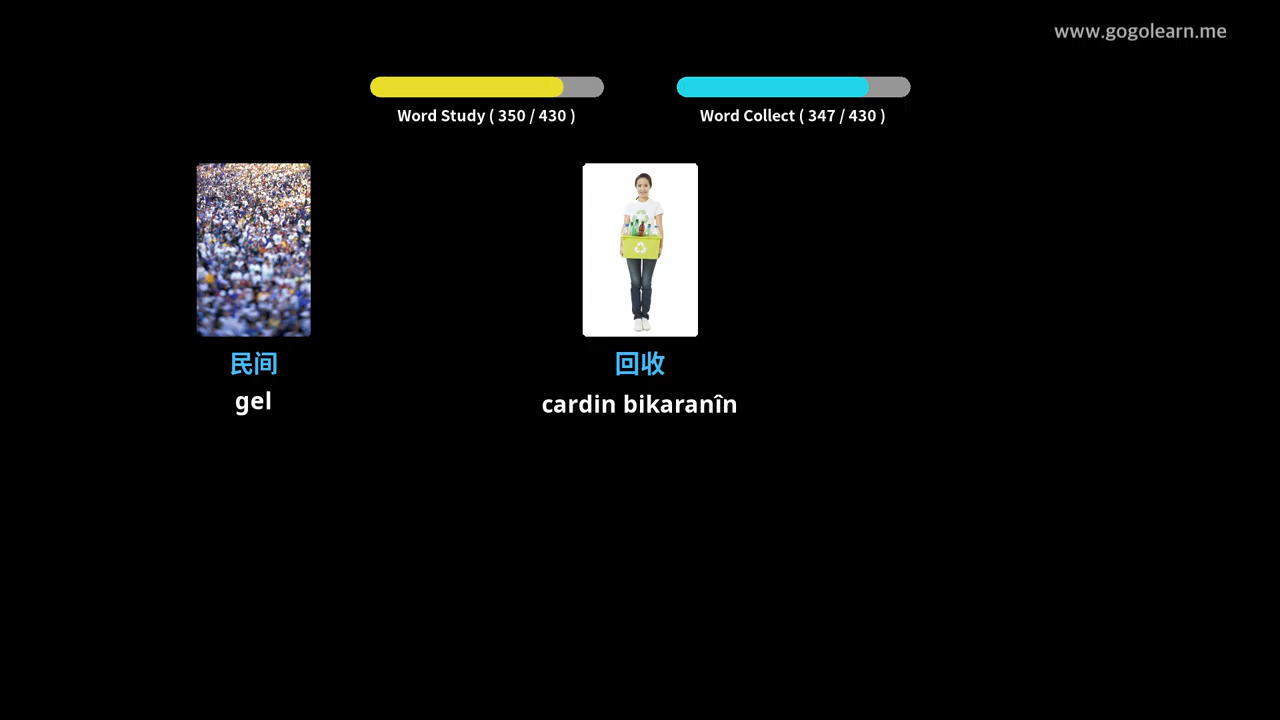 www.gogolearn.me
Word Study ( 350 / 430 )
Word Collect ( 347 / 430 )
民间
gel
回收
cardin bikaranîn